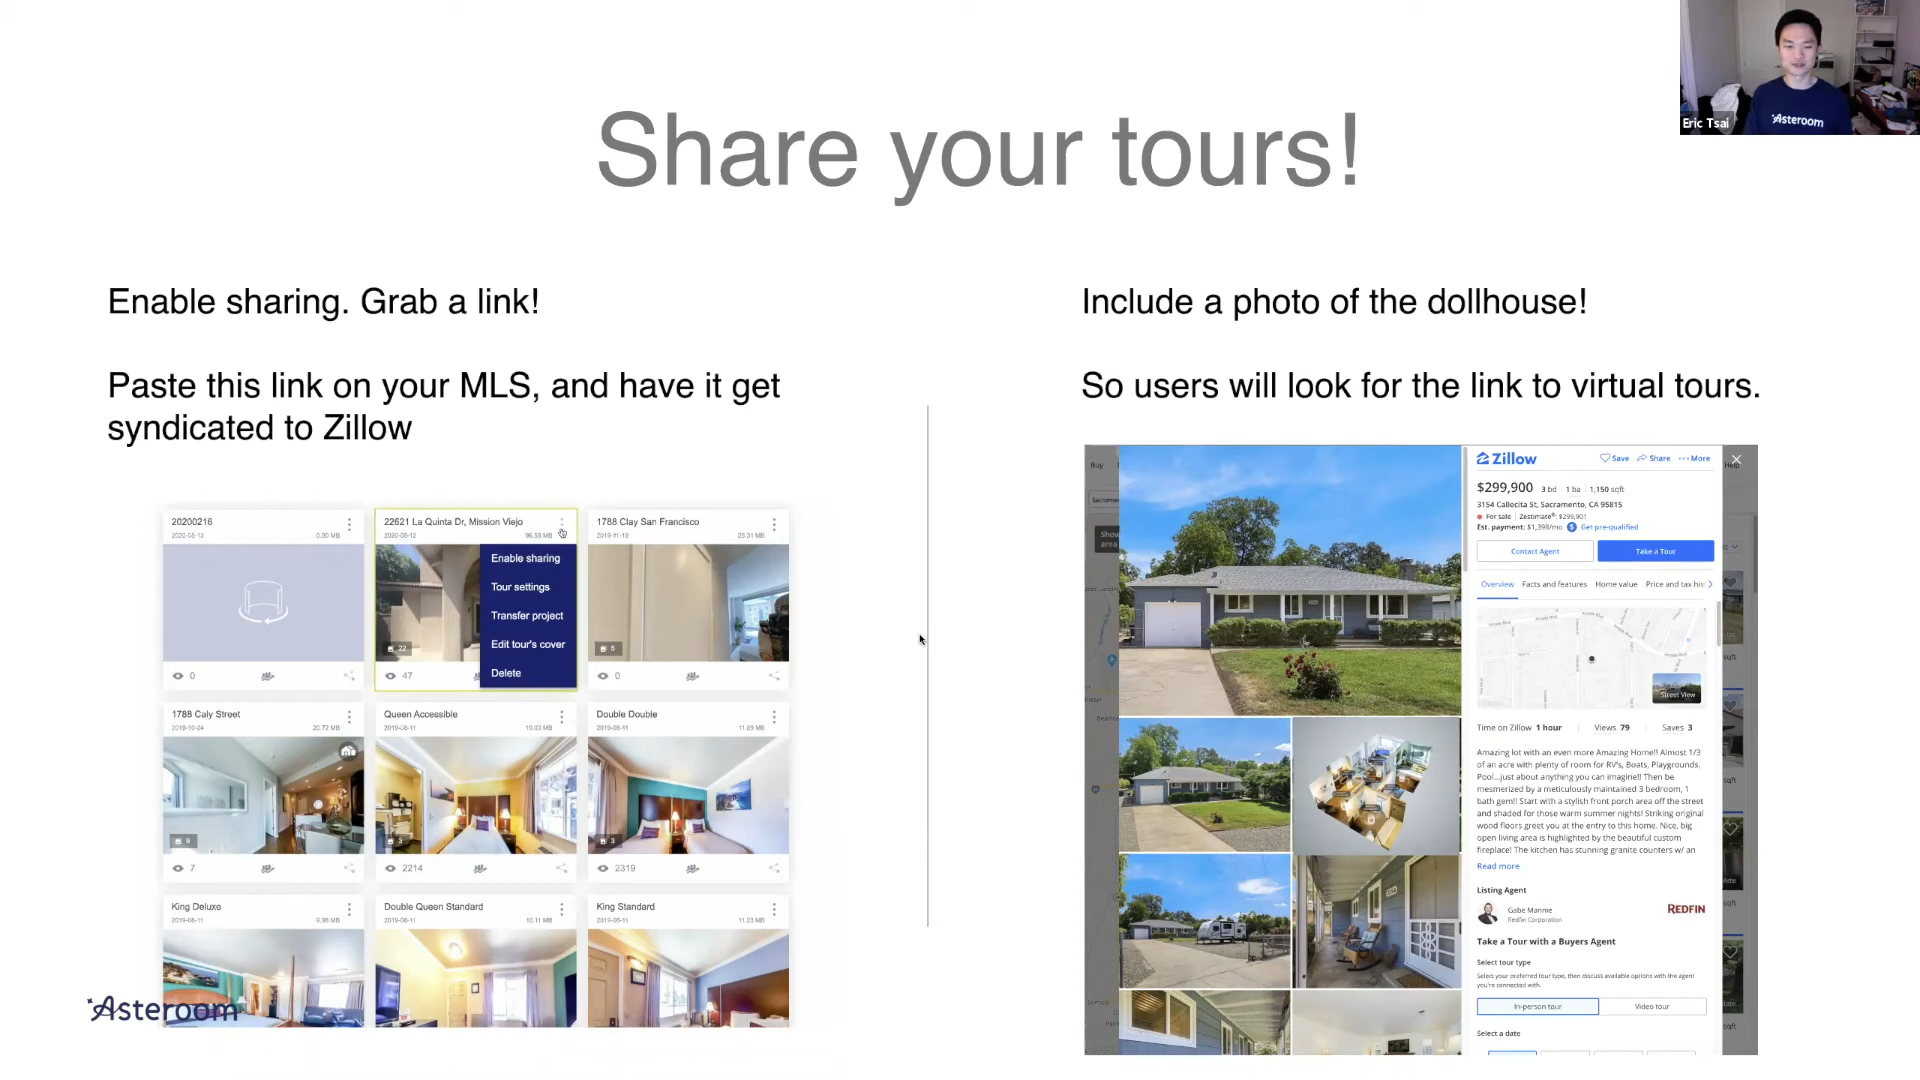 Share your tours!
Eric Tsai
Asteroom
Enable sharing. Grab a link!
Paste this link on your MLS, and have it get
syndicated to Zillow
20200216
2020-05-13
0.00 MB
22621 La Quinta Dr, Mission Viejo
2020-05-12
96.55 MB
Enable sharing
Tour settings
Transfer project
Edit tour's cover
Delete
22
1788 Clay San Francisco
2019-11-19
25.31 MB
6
0
47
0
1788 Caly Street
2019-10-24
20.72 MB
9
Queen Accessible
2019-06-11
10.03 MB
3
Double Double
2019-06-11
11.89 MB
3
7
2214
2319
King Deluxe
2019-06-11
9.98 MB
Double Queen Standard
2019-06-11
10.11 MB
King Standard
11.23 MB
Asteroom
Include a photo of the dollhouse!
So users will look for the link to virtual tours.
Buy
Zillow
Save
Share
More
$299,900
3 bd
1 ba
1,150 sqft
3154 Callecita St, Sacramento, CA 95815
For sale
Zestimate®: $299,901
Est. payment: $1,398/mo
Get pre-qualified
Contact Agent
Take a Tour
Overview
Facts and features
Home value
Price and tax his
Street View
Time on Zillow 1 hour
Views 79
Saves 3
Amazing lot with an even more Amazing Home!! Almost 1/3
of an acre with plenty of room for RV's, Boats, Playgrounds,
Pool...just about anything you can imagine!! Then be
mesmerized by a meticulously maintained 3 bedroom, 1
bath gem!! Start with a stylish front porch area off the street
and shaded for those warm summer nights! Striking original
wood floors greet you at the entry to this home. Nice, big
open living area is highlighted by the beautiful custom
fireplace! The kitchen has stunning granite counters w/ an
Read more
Listing Agent
Gabe Mannie
Redfin Corporation
REDFIN
Take a Tour with a Buyers Agent
Select tour type
Select your preferred tour type, then discuss available options with the agent
you're connected with.
In-person tour
Video tour
Select a date